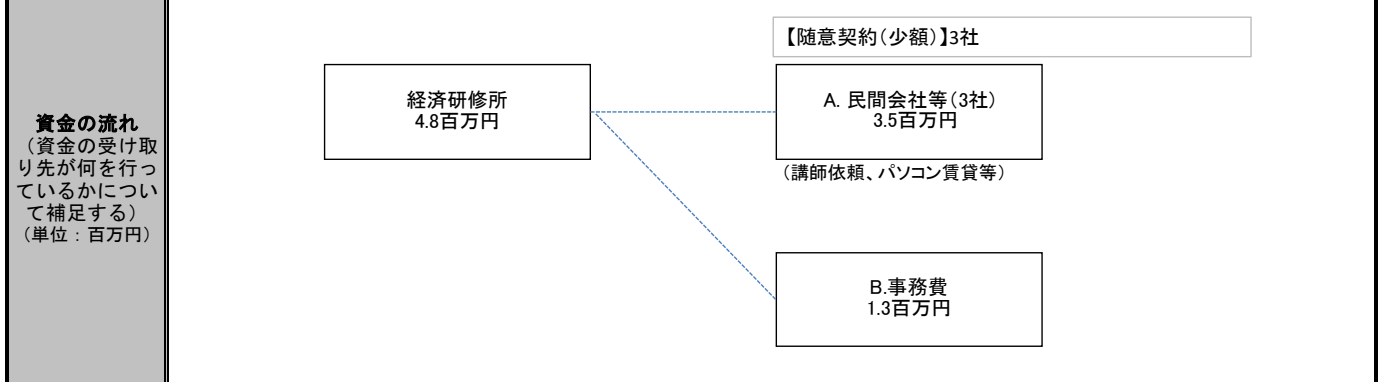 資金の流れ
（資金の受け取
り先が何を行っ
ているかについ
て補足する）
（単位：百万円）
【随意契約（少額）】3社
経済研修所
4.8百万円
A. 民間会社等（3社）
3.5百万円
（講師依頼、パソコン賃貸等）
B.事務費
1.3百万円